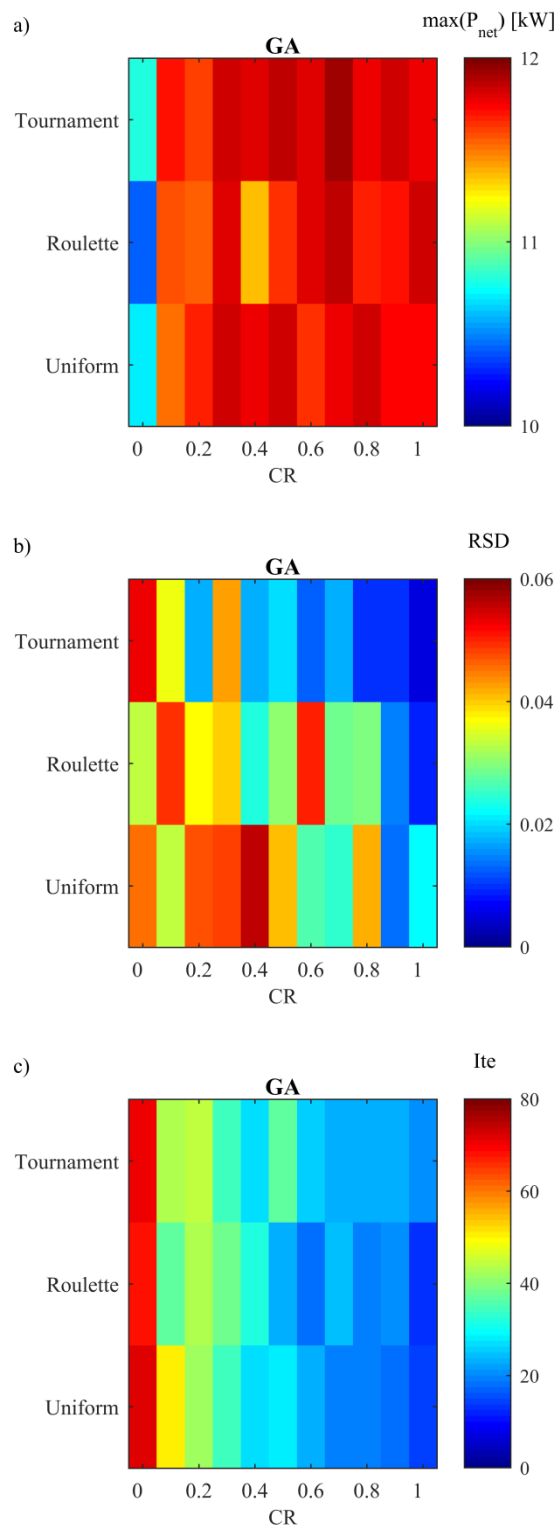 a)
GA
max(P_net) [kW]
Tournament
Roulette
Uniform
0 0.2 0.4 0.6 0.8 1
CR
12
11
10
b)
GA
RSD
Tournament
Roulette
Uniform
0 0.2 0.4 0.6 0.8 1
CR
0.06
0.04
0.02
0
c)
GA
Ite
Tournament
Roulette
Uniform
0 0.2 0.4 0.6 0.8 1
CR
80
60
40
20
0